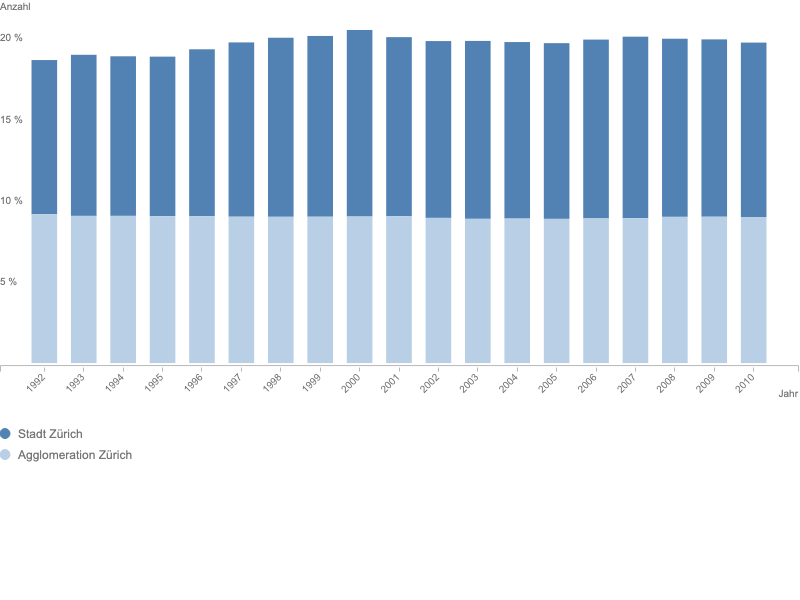 Anzahl
20 %
15 %
10 %
5 %
1992 1993 1994 1995 1996 1997 1998 1999 2000 2001 2002 2003 2004 2005 2006 2007 2008 2009 2010
Jahr
Stadt Zürich
Agglomeration Zürich